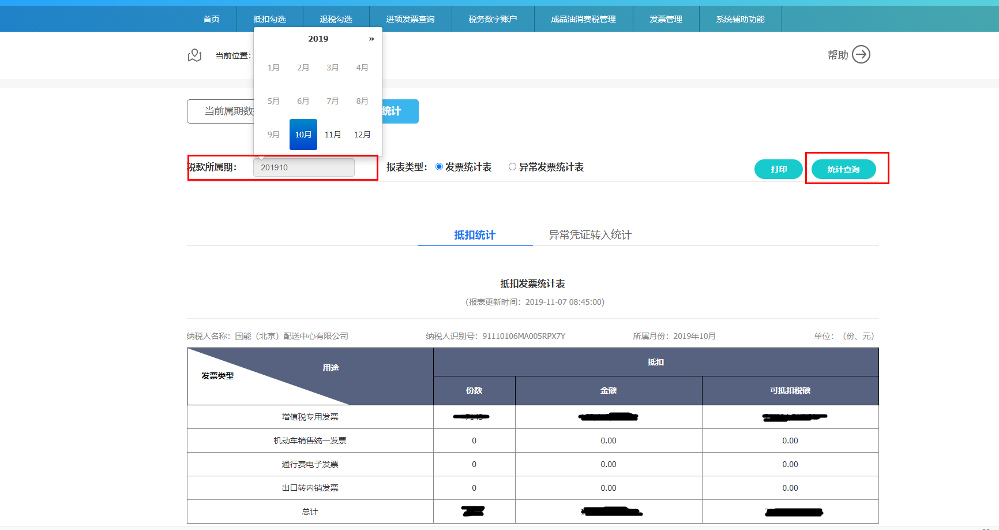 首页 抵扣勾选 退税勾选 进项发票查询 税务数字账户 成品油消费税管理 发票管理 系统辅助功能
当前位置:
帮助
2019 »
1月 2月 3月 4月
5月 6月 7月 8月
9月 10月 11月 12月
当前属期数 统计
税款所属期: 201910 报表类型: 发票统计表 异常发票统计表 打印 统计查询
抵扣统计 异常凭证转入统计
抵扣发票统计表
(报表更新时间: 2019-11-07 08:45:00)
纳税人名称: 国能（北京）配送中心有限公司 纳税人识别号: 91110106MA005RPX7Y 所属月份: 2019年10月 单位: （份、元）
发票类型 用途 抵扣
份数 金额 可抵扣税额
增值税专用发票
机动车销售统一发票 0 0.00 0.00
通行费电子发票 0 0.00 0.00
出口转内销发票 0 0.00 0.00
总计